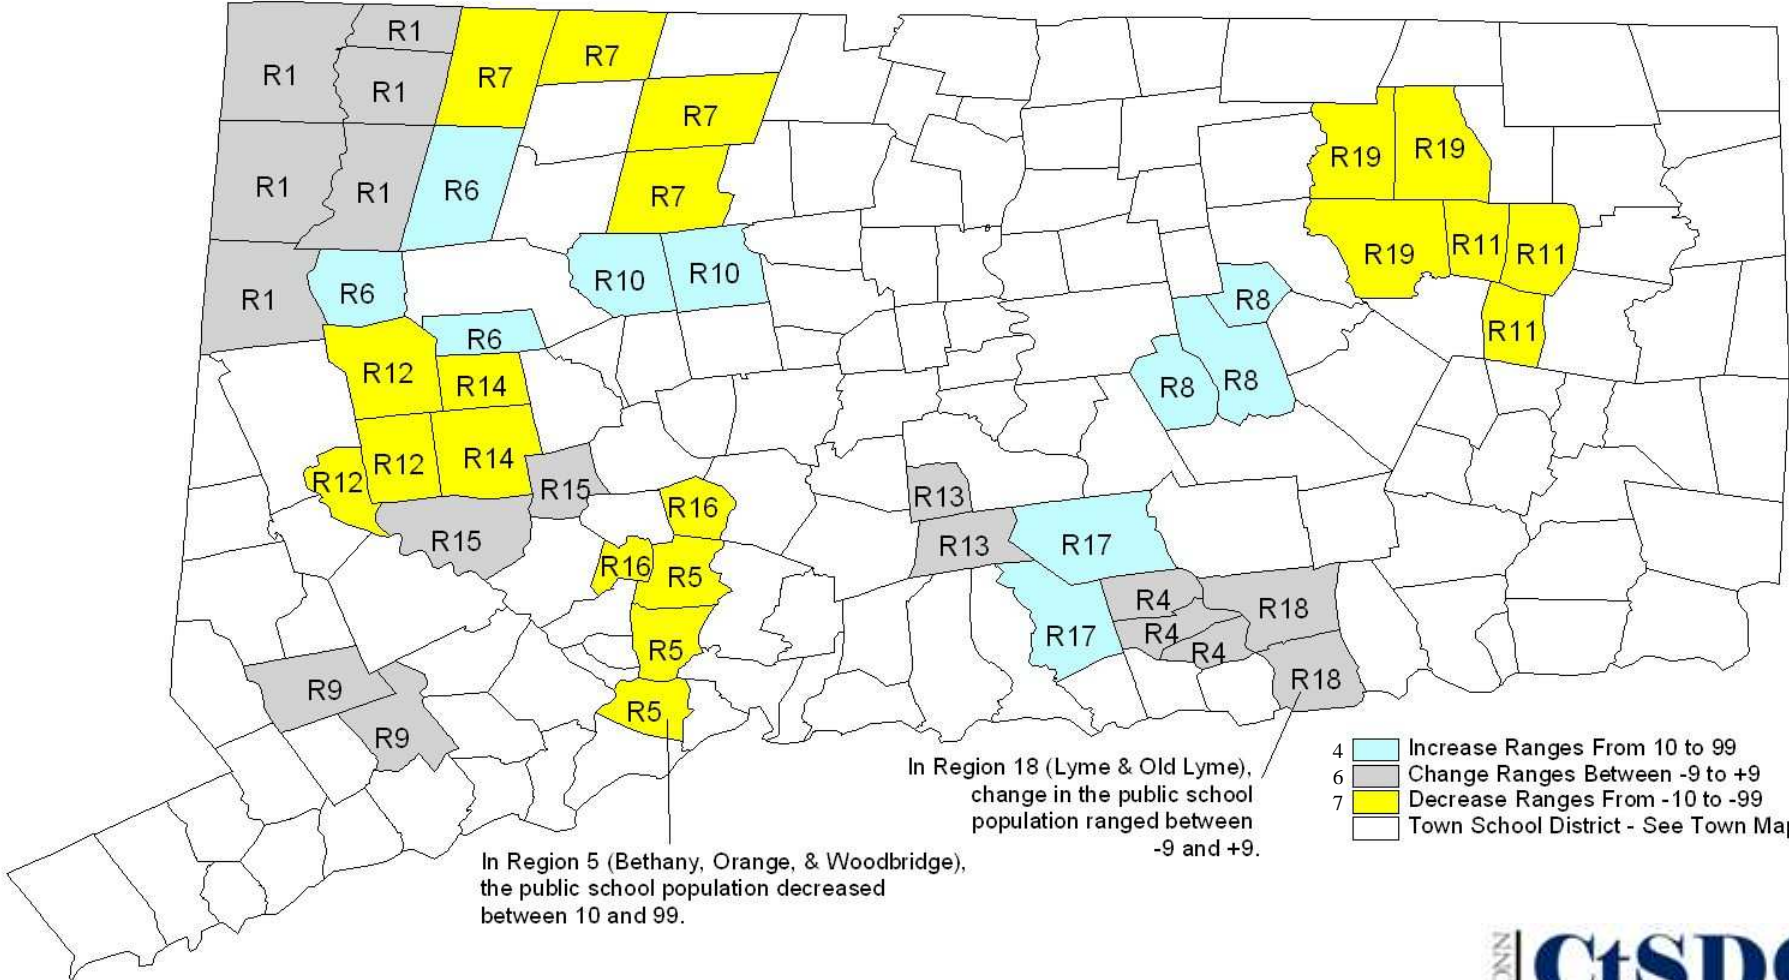 R1
R1
R7
R7
R1
R1
R7
R19
R19
R1
R1
R6
R7
R19
R11
R11
R10
R10
R1
R6
R8
R11
R6
R12
R14
R8
R8
R12
R12
R14
R15
R13
R16
R15
R13
R17
R16
R5
R4
R18
R17
R4
R5
R4
R9
R18
R5
R9
4 Increase Ranges From 10 to 99
6 Change Ranges Between -9 to +9
7 Decrease Ranges From -10 to -99
Town School District - See Town Map
In Region 18 (Lyme & Old Lyme),
change in the public school
population ranged between
-9 and +9.
In Region 5 (Bethany, Orange, & Woodbridge),
the public school population decreased
between 10 and 99.